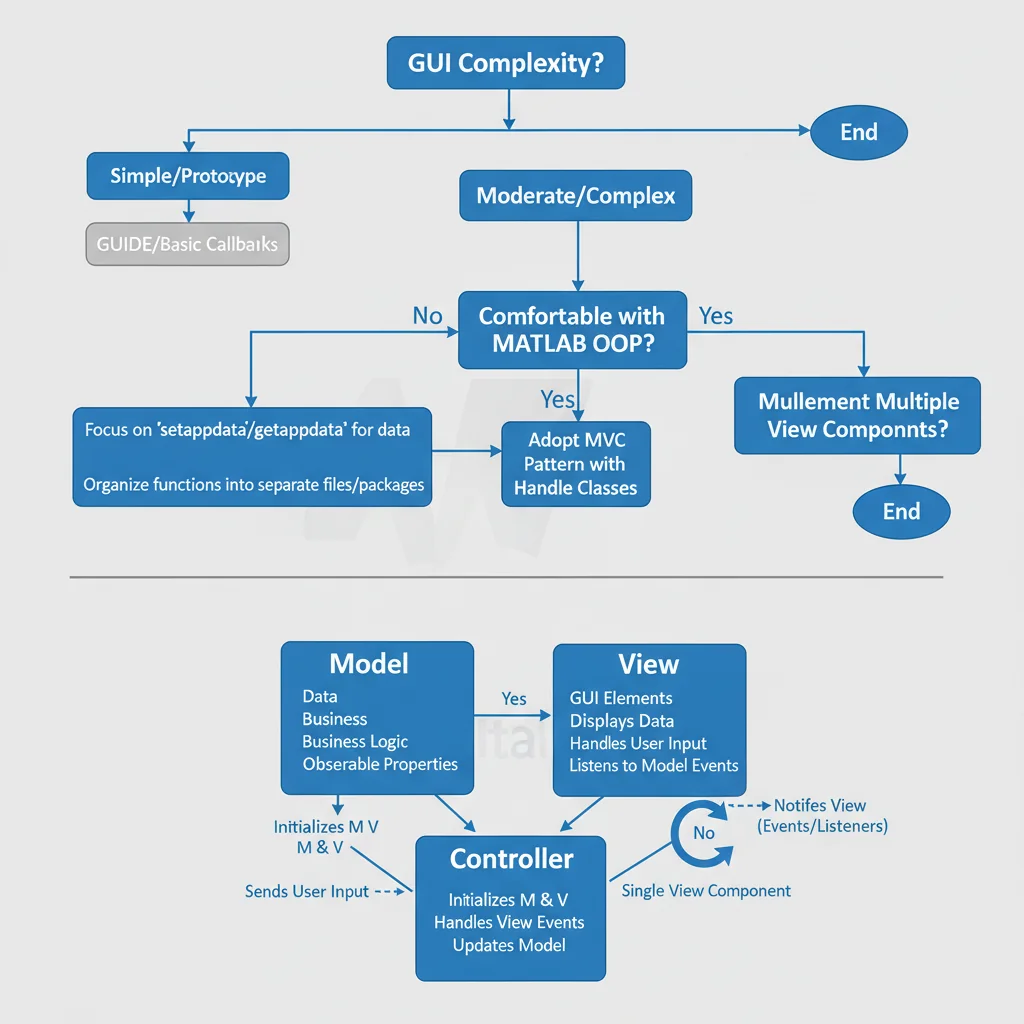 GUI Complexity?
End
Simple/Prototype
Moderate/Complex
GUIDE/Basic Callbaıks
No
Comfortable with
MATLAB OOP?
Yes
Yes
Mullement Multiple
View Componnts?
Focus on 'setappdata'/getappdata' for data
Organize functions into separate files/packages
Adopt MVC
Pattern with
Handle Classes
End
Model
Data
Business
Business Logic
Obserable Properties
Yes
View
GUI Elements
Displays Data
Handles User Input
Listens to Model Events
ltal
Initializes M V
M & V
Sends User Input
Controller
Initializes M & V
Handles View Events
Updates Model
No
Notifes View
(Events/Listeners)
Single View Component